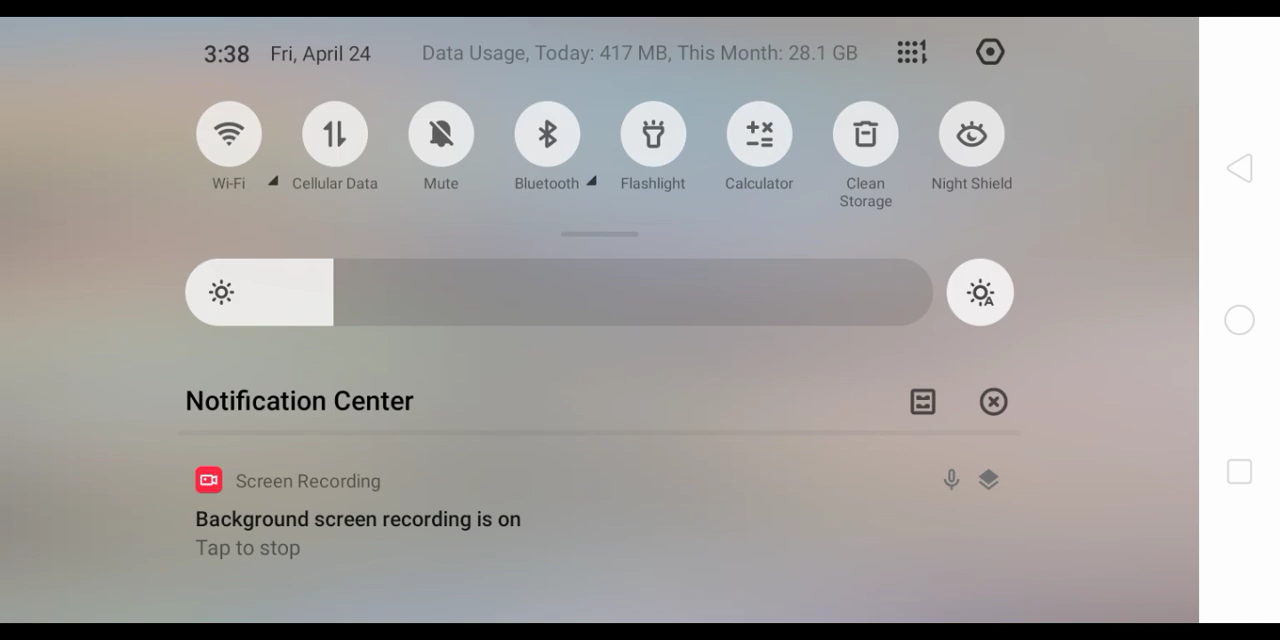 3:38 Fri, April 24 Data Usage, Today: 417 MB, This Month: 28.1 GB
Wi-Fi Cellular Data Mute Bluetooth Flashlight Calculator Clean Storage Night Shield
Notification Center
Screen Recording
Background screen recording is on
Tap to stop